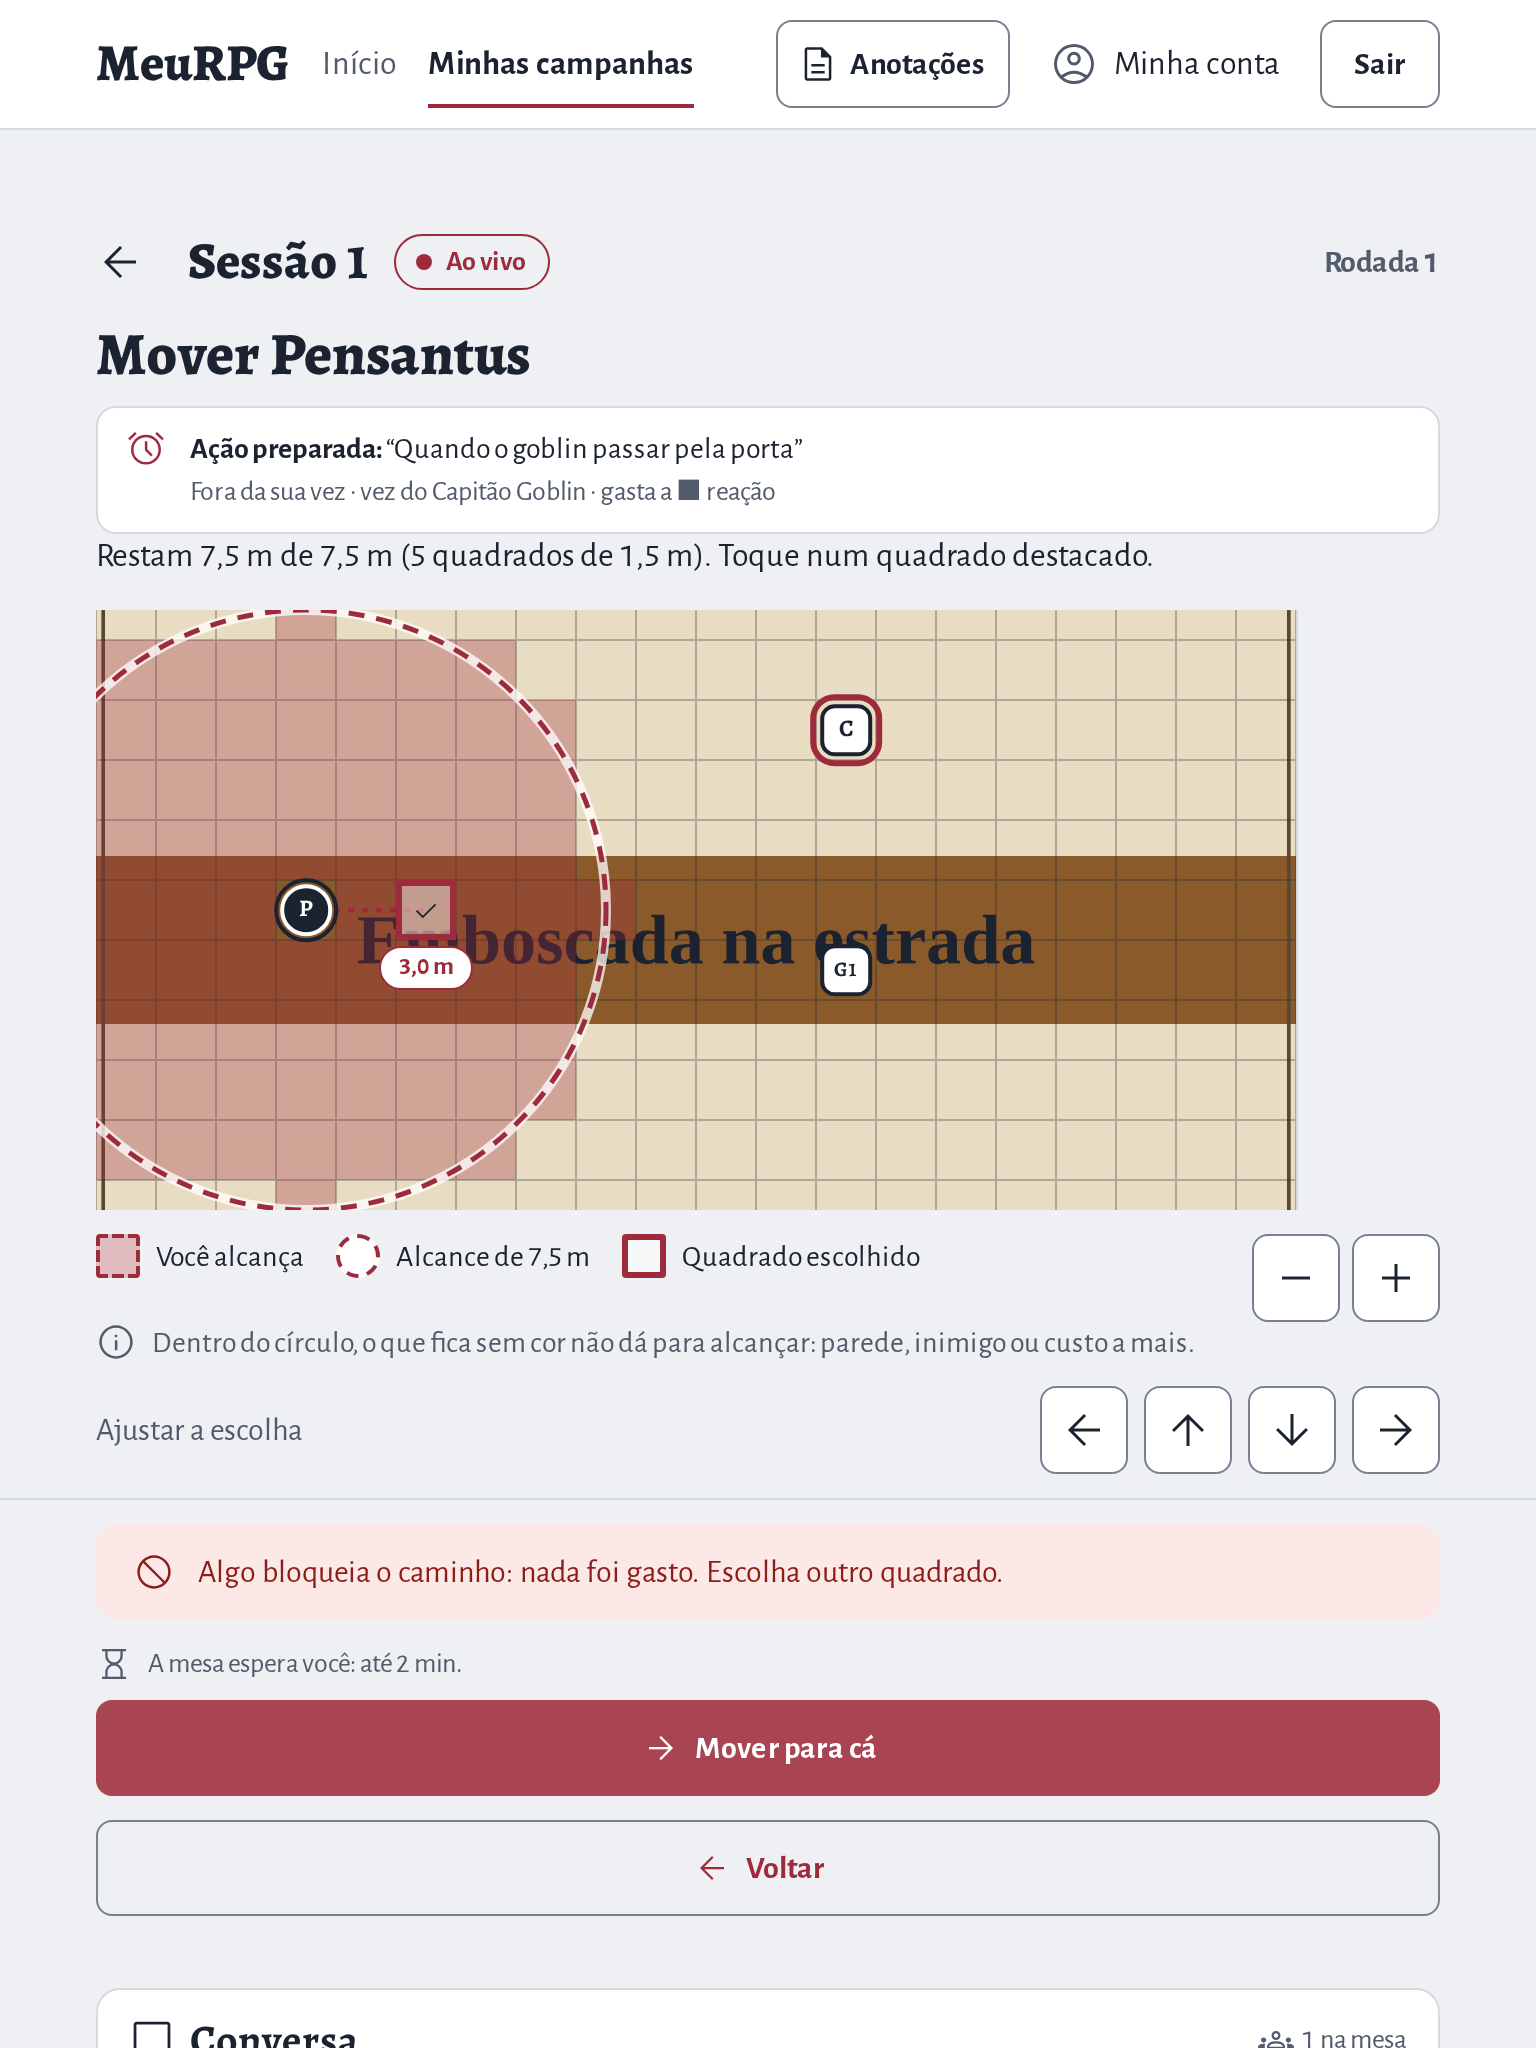 MeuRPG Início Minhas campanhas Anotações Minha conta Sair
Sessão 1 Ao vivo Rodada 1
Mover Pensantus
Ação preparada: “Quando o goblin passar pela porta”
Fora da sua vez · vez do Capitão Goblin · gasta a reação
Restam 7,5 m de 7,5 m (5 quadrados de 1,5 m). Toque num quadrado destacado.
C
P
Emboscada na estrada
3,0 m
G1
Você alcança Alcance de 7,5 m Quadrado escolhido
Dentro do círculo, o que fica sem cor não dá para alcançar: parede, inimigo ou custo a mais.
Ajustar a escolha
Algo bloqueia o caminho: nada foi gasto. Escolha outro quadrado.
A mesa espera você: até 2 min.
Mover para cá
Voltar
Conversa 1 na mesa